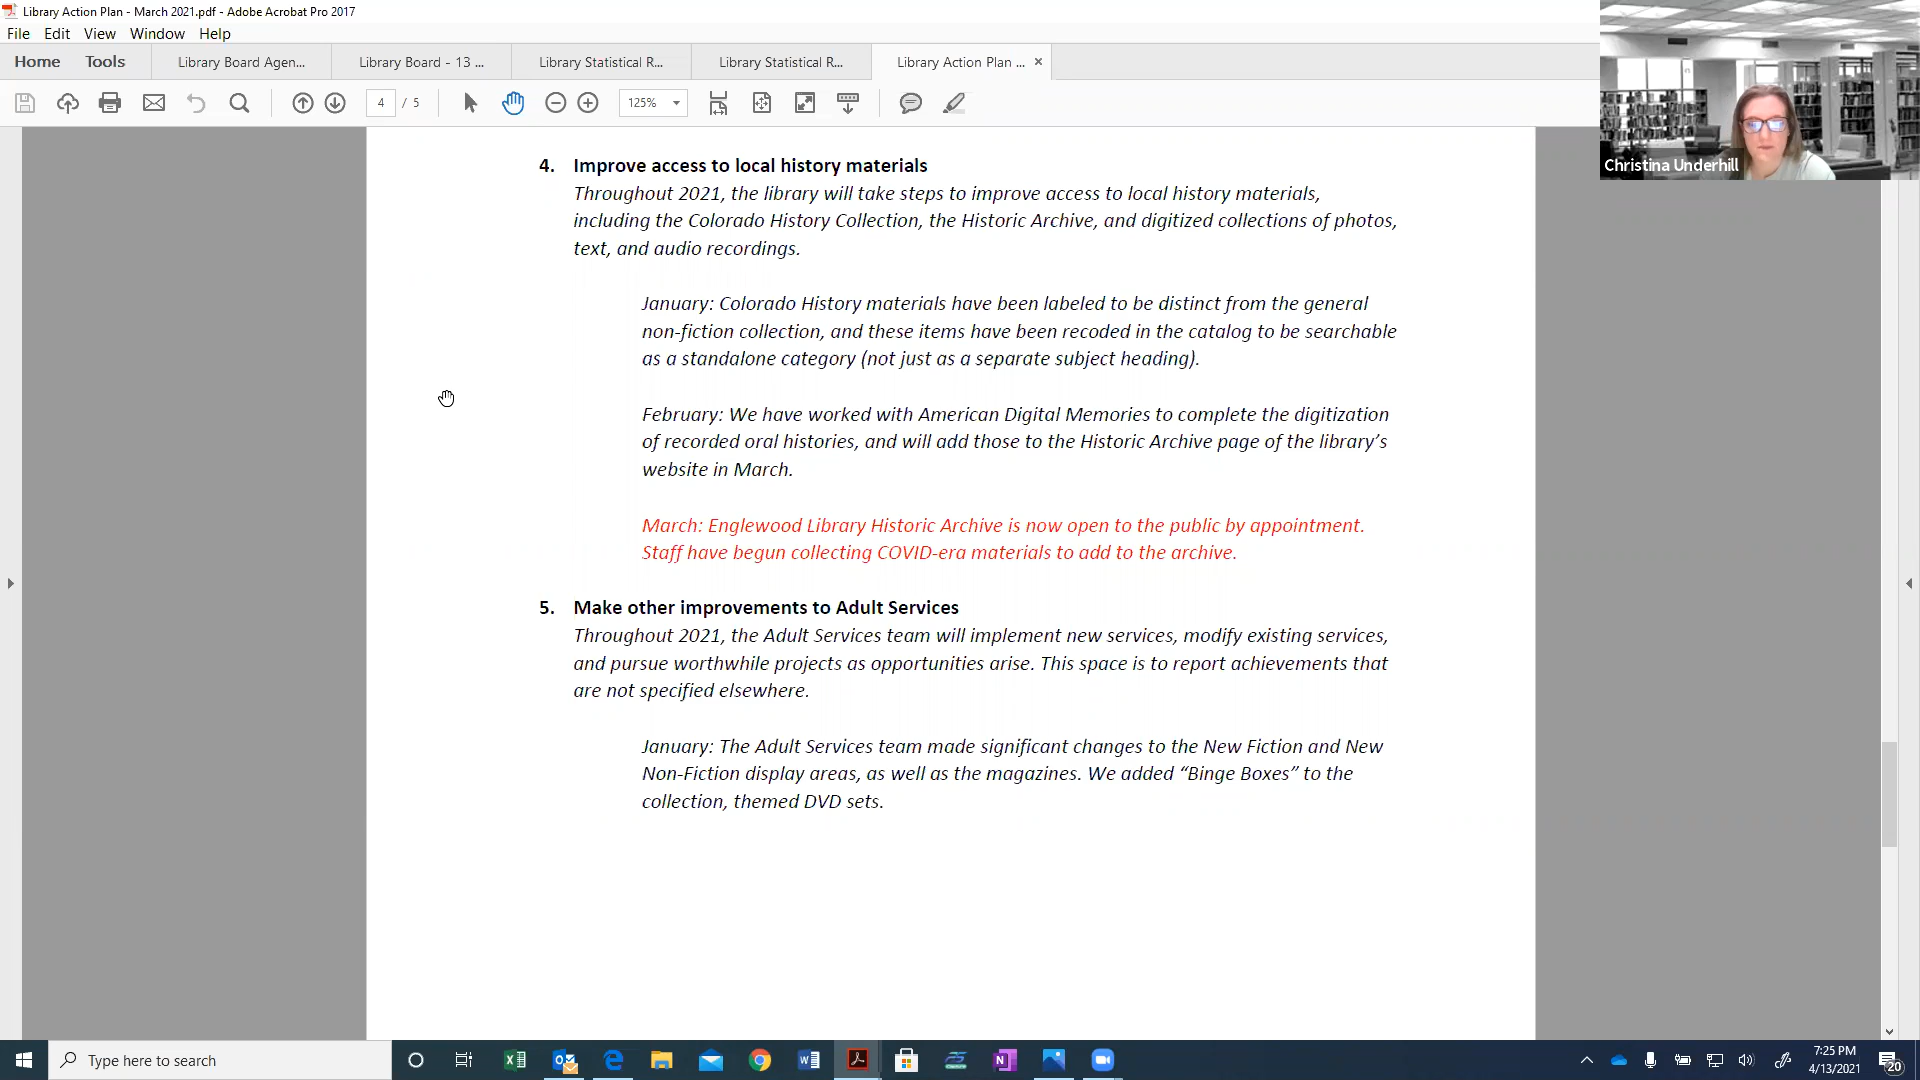 Library Action Plan - March 2021.pdf - Adobe Acrobat Pro 2017
File Edit View Window Help
Home Tools Library Board Agen... Library Board - 13 ... Library Statistical R... Library Statistical R... Library Action Plan ... ×
4 / 5 125%
Christina Underhill
4. Improve access to local history materials
Throughout 2021, the library will take steps to improve access to local history materials,
including the Colorado History Collection, the Historic Archive, and digitized collections of photos,
text, and audio recordings.
January: Colorado History materials have been labeled to be distinct from the general
non-fiction collection, and these items have been recoded in the catalog to be searchable
as a standalone category (not just as a separate subject heading).
February: We have worked with American Digital Memories to complete the digitization
of recorded oral histories, and will add those to the Historic Archive page of the library’s
website in March.
March: Englewood Library Historic Archive is now open to the public by appointment.
Staff have begun collecting COVID-era materials to add to the archive.
5. Make other improvements to Adult Services
Throughout 2021, the Adult Services team will implement new services, modify existing services,
and pursue worthwhile projects as opportunities arise. This space is to report achievements that
are not specified elsewhere.
January: The Adult Services team made significant changes to the New Fiction and New
Non-Fiction display areas, as well as the magazines. We added “Binge Boxes” to the
collection, themed DVD sets.
Type here to search
7:25 PM
4/13/2021
20